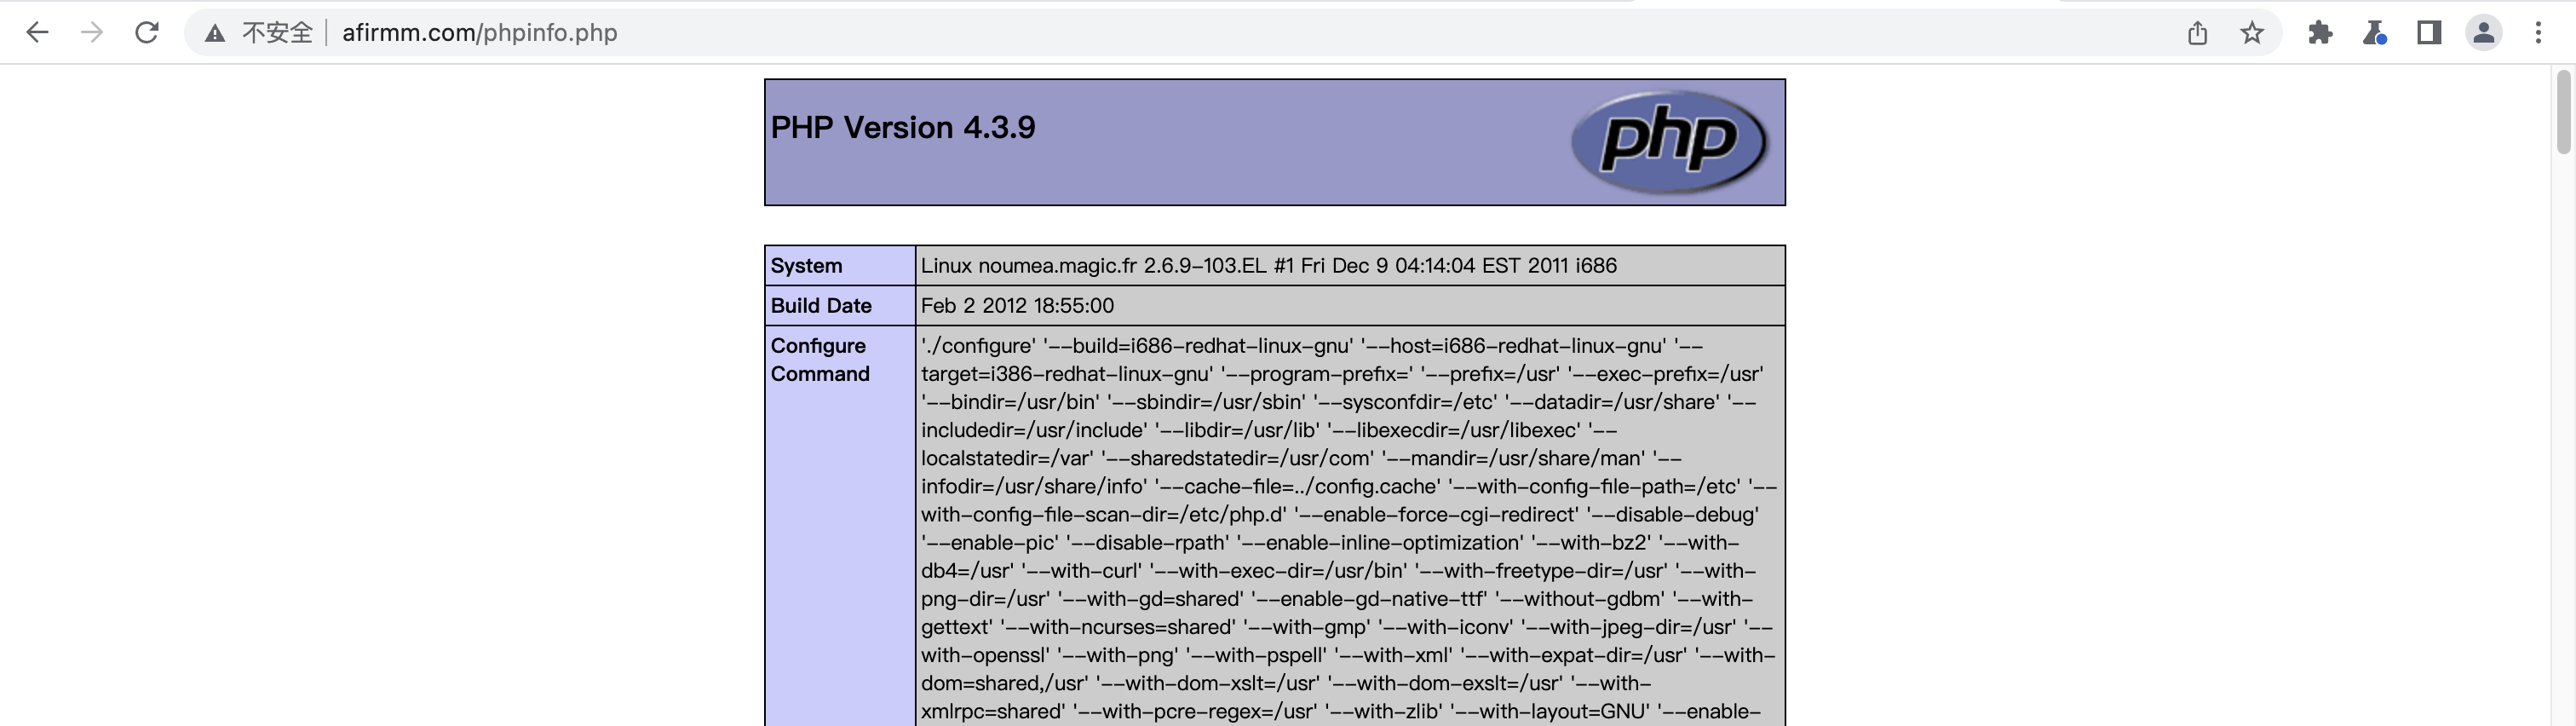 不安全 afirmm.com/phpinfo.php
PHP Version 4.3.9
php
System Linux noumea.magic.fr 2.6.9-103.EL #1 Fri Dec 9 04:14:04 EST 2011 i686
Build Date Feb 2 2012 18:55:00
Configure './configure' '--build=i686-redhat-linux-gnu' '--host=i686-redhat-linux-gnu' '--
Command target=i386-redhat-linux-gnu' '--program-prefix=' '--prefix=/usr' '--exec-prefix=/usr'
'--bindir=/usr/bin' '--sbindir=/usr/sbin' '--sysconfdir=/etc' '--datadir=/usr/share' '--
includedir=/usr/include' '--libdir=/usr/lib' '--libexecdir=/usr/libexec' '--
localstatedir=/var' '--sharedstatedir=/usr/com' '--mandir=/usr/share/man' '--
infodir=/usr/share/info' '--cache-file=../config.cache' '--with-config-file-path=/etc' '--
with-config-file-scan-dir=/etc/php.d' '--enable-force-cgi-redirect' '--disable-debug'
'--enable-pic' '--disable-rpath' '--enable-inline-optimization' '--with-bz2' '--with-
db4=/usr' '--with-curl' '--with-exec-dir=/usr/bin' '--with-freetype-dir=/usr' '--with-
png-dir=/usr' '--with-gd=shared' '--enable-gd-native-ttf' '--without-gdbm' '--with-
gettext' '--with-ncurses=shared' '--with-gmp' '--with-iconv' '--with-jpeg-dir=/usr' '--
with-openssl' '--with-png' '--with-pspell' '--with-xml' '--with-expat-dir=/usr' '--with-
dom=shared,/usr' '--with-dom-xslt=/usr' '--with-dom-exslt=/usr' '--with-
xmlrpc=shared' '--with-pcre-regex=/usr' '--with-zlib' '--with-layout=GNU' '--enable-